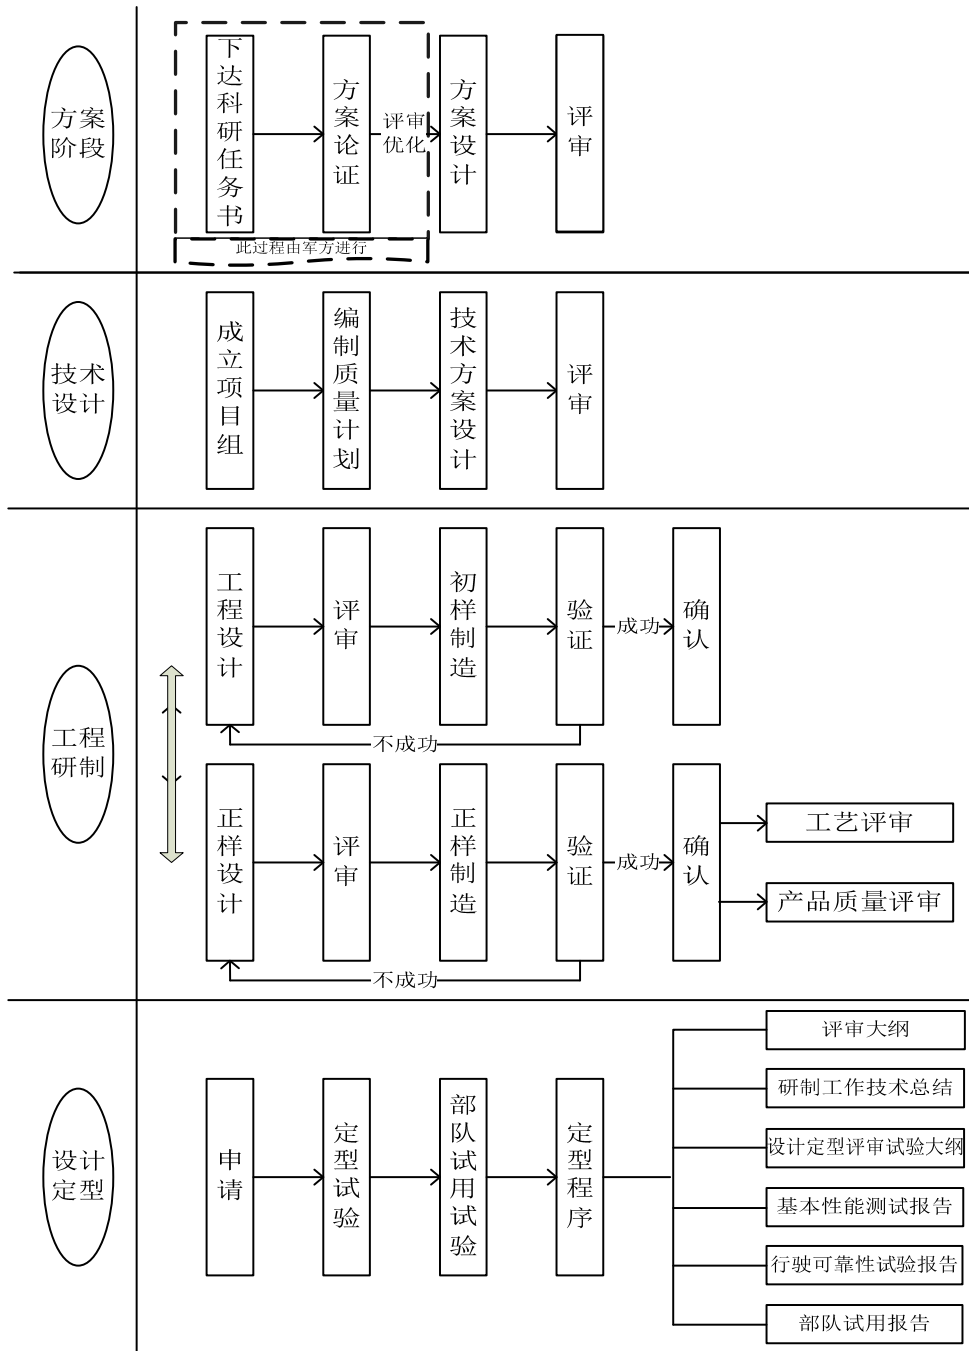 方案
阶段
下达科研任务书
方案论证
评审
优化
方案设计
评审
此过程由军方进行
技术
设计
成立项目组
编制质量计划
技术方案设计
评审
工程
研制
工程设计
评审
初样制造
验证
成功
确认
不成功
正样设计
评审
正样制造
验证
成功
确认
工艺评审
产品质量评审
不成功
设计
定型
申请
定型试验
部队试用试验
定型程序
评审大纲
研制工作技术总结
设计定型评审试验大纲
基本性能测试报告
行驶可靠性试验报告
部队试用报告